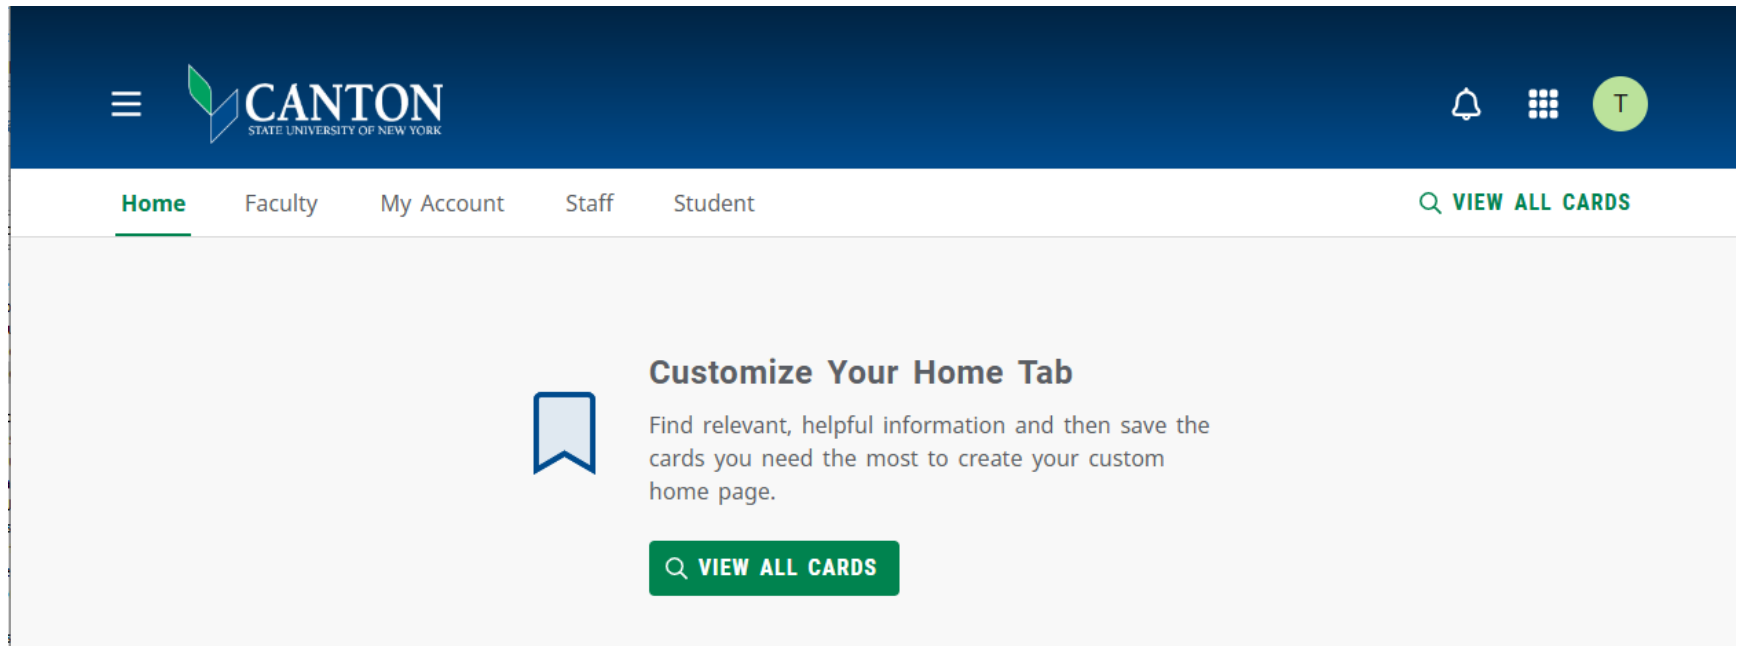 CANTON
STATE UNIVERSITY OF NEW YORK
T
Home Faculty My Account Staff Student VIEW ALL CARDS
Customize Your Home Tab
Find relevant, helpful information and then save the
cards you need the most to create your custom
home page.
VIEW ALL CARDS